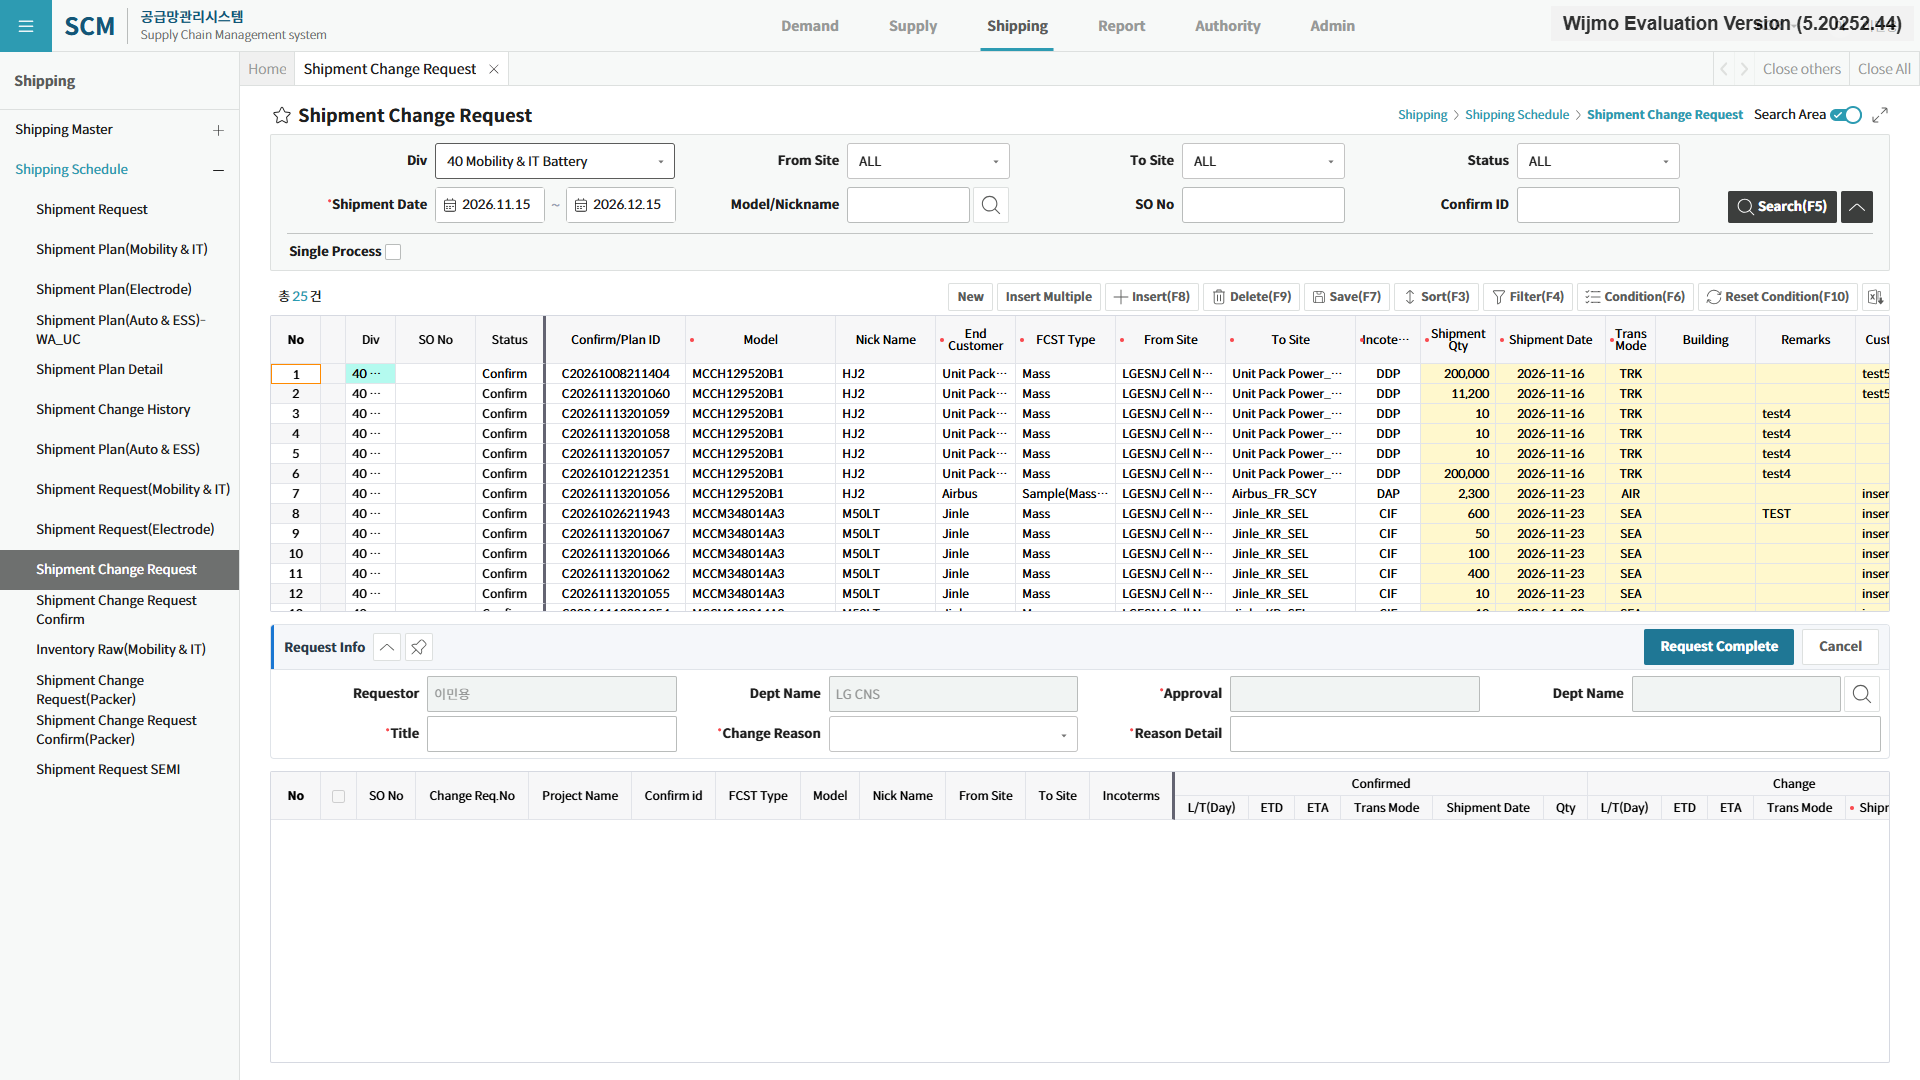 SCM
공급망관리시스템
Supply Chain Management system
Demand
Supply
Shipping
Report
Authority
Admin
Wijmo Evaluation Version (5.20252.44)
Shipping
Home
Shipment Change Request
Close others
Close All
Shipping Master
Shipping Schedule
Shipment Request
Shipment Plan(Mobility & IT)
Shipment Plan(Electrode)
Shipment Plan(Auto & ESS)-
WA_UC
Shipment Plan Detail
Shipment Change History
Shipment Plan(Auto & ESS)
Shipment Request(Mobility & IT)
Shipment Request(Electrode)
Shipment Change Request
Shipment Change Request
Confirm
Inventory Raw(Mobility & IT)
Shipment Change
Request(Packer)
Shipment Change Request
Confirm(Packer)
Shipment Request SEMI
Shipment Change Request
Shipping > Shipping Schedule > Shipment Change Request
Search Area
Div 40 Mobility & IT Battery From Site ALL To Site ALL Status ALL
*Shipment Date 2026.11.15 ~ 2026.12.15 Model/Nickname SO No Confirm ID Search(F5)
Single Process
총 25 건
New Insert Multiple Insert(F8) Delete(F9) Save(F7) Sort(F3) Filter(F4) Condition(F6) Reset Condition(F10)
No Div SO No Status Confirm/Plan ID Model Nick Name End Customer FCST Type From Site To Site Incote··· Shipment Qty Shipment Date Trans Mode Building Remarks Cust
1 40 ··· Confirm C20261008211404 MCCH129520B1 HJ2 Unit Pack··· Mass LGESNJ Cell N··· Unit Pack Power_··· DDP 200,000 2026-11-16 TRK test5
2 40 ··· Confirm C20261113201060 MCCH129520B1 HJ2 Unit Pack··· Mass LGESNJ Cell N··· Unit Pack Power_··· DDP 11,200 2026-11-16 TRK test5
3 40 ··· Confirm C20261113201059 MCCH129520B1 HJ2 Unit Pack··· Mass LGESNJ Cell N··· Unit Pack Power_··· DDP 10 2026-11-16 TRK test4
4 40 ··· Confirm C20261113201058 MCCH129520B1 HJ2 Unit Pack··· Mass LGESNJ Cell N··· Unit Pack Power_··· DDP 10 2026-11-16 TRK test4
5 40 ··· Confirm C20261113201057 MCCH129520B1 HJ2 Unit Pack··· Mass LGESNJ Cell N··· Unit Pack Power_··· DDP 10 2026-11-16 TRK test4
6 40 ··· Confirm C20261012212351 MCCH129520B1 HJ2 Unit Pack··· Mass LGESNJ Cell N··· Unit Pack Power_··· DDP 200,000 2026-11-16 TRK test4
7 40 ··· Confirm C20261113201056 MCCH129520B1 HJ2 Airbus Sample(Mass··· LGESNJ Cell N··· Airbus_FR_SCY DAP 2,300 2026-11-23 AIR inser
8 40 ··· Confirm C20261026211943 MCCM348014A3 M50LT Jinle Mass LGESNJ Cell N··· Jinle_KR_SEL CIF 600 2026-11-23 SEA TEST inser
9 40 ··· Confirm C20261113201067 MCCM348014A3 M50LT Jinle Mass LGESNJ Cell N··· Jinle_KR_SEL CIF 50 2026-11-23 SEA inser
10 40 ··· Confirm C20261113201066 MCCM348014A3 M50LT Jinle Mass LGESNJ Cell N··· Jinle_KR_SEL CIF 100 2026-11-23 SEA inser
11 40 ··· Confirm C20261113201062 MCCM348014A3 M50LT Jinle Mass LGESNJ Cell N··· Jinle_KR_SEL CIF 400 2026-11-23 SEA inser
12 40 ··· Confirm C20261113201055 MCCM348014A3 M50LT Jinle Mass LGESNJ Cell N··· Jinle_KR_SEL CIF 10 2026-11-23 SEA inser
Request Info Request Complete Cancel
Requestor 이민용 Dept Name LG CNS *Approval Dept Name
*Title *Change Reason *Reason Detail
No SO No Change Req.No Project Name Confirm id FCST Type Model Nick Name From Site To Site Incoterms Confirmed Change
L/T(Day) ETD ETA Trans Mode Shipment Date Qty L/T(Day) ETD ETA Trans Mode Shipr